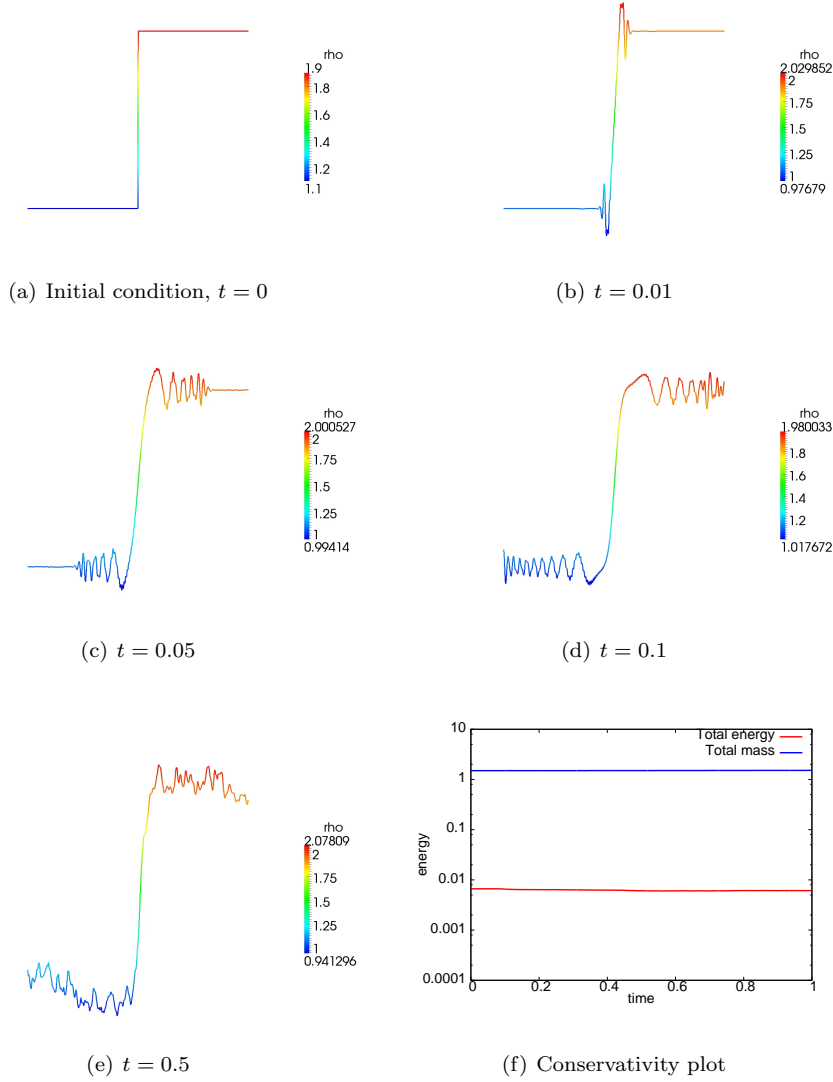 rho
1.9
1.8
1.6
1.4
1.2
1.1
(a) Initial condition, t = 0
rho
2.029852
2
1.75
1.5
1.25
1
0.97679
(b) t = 0.01
rho
2.000527
2
1.75
1.5
1.25
1
0.99414
(c) t = 0.05
rho
1.980033
1.8
1.6
1.4
1.2
1.017672
(d) t = 0.1
rho
2.07809
2
1.75
1.5
1.25
1
0.941296
(e) t = 0.5
10
1
0.1
0.01
0.001
0.0001
energy
Total energy
Total mass
0 0.2 0.4 0.6 0.8 1
time
(f) Conservativity plot